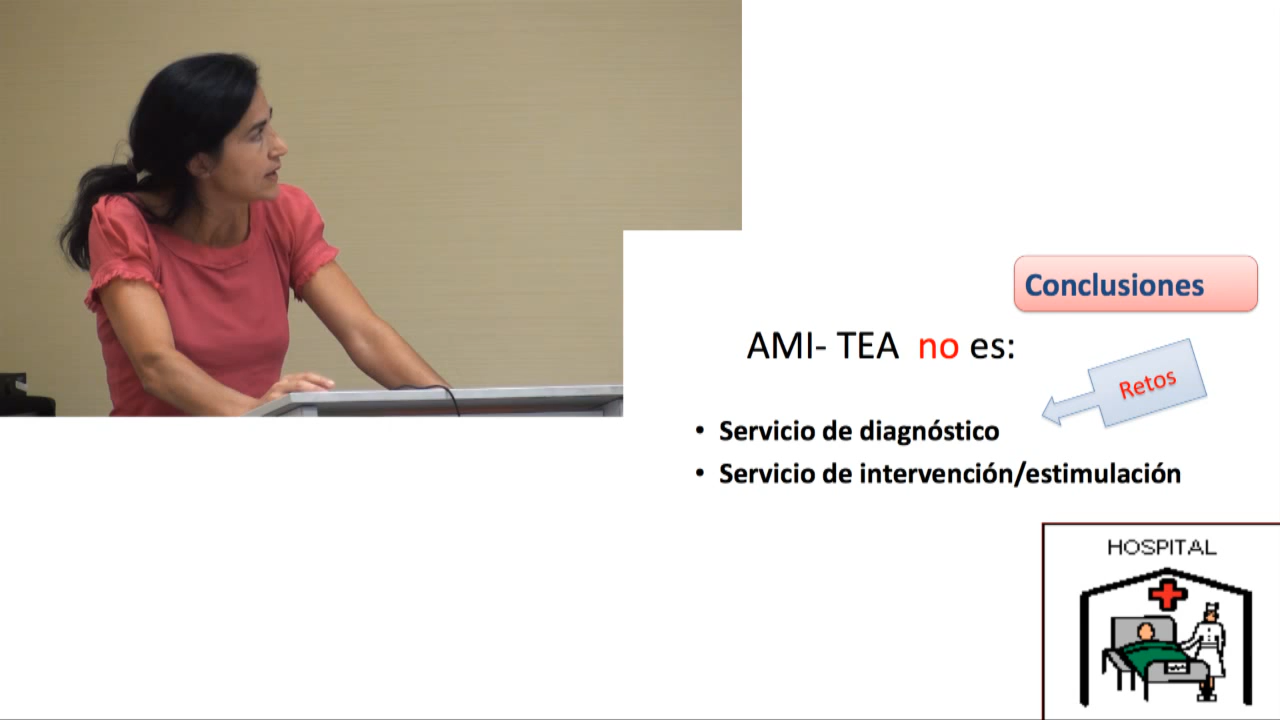 Conclusiones
AMI- TEA no es:
Retos
• Servicio de diagnóstico
• Servicio de intervención/estimulación
HOSPITAL